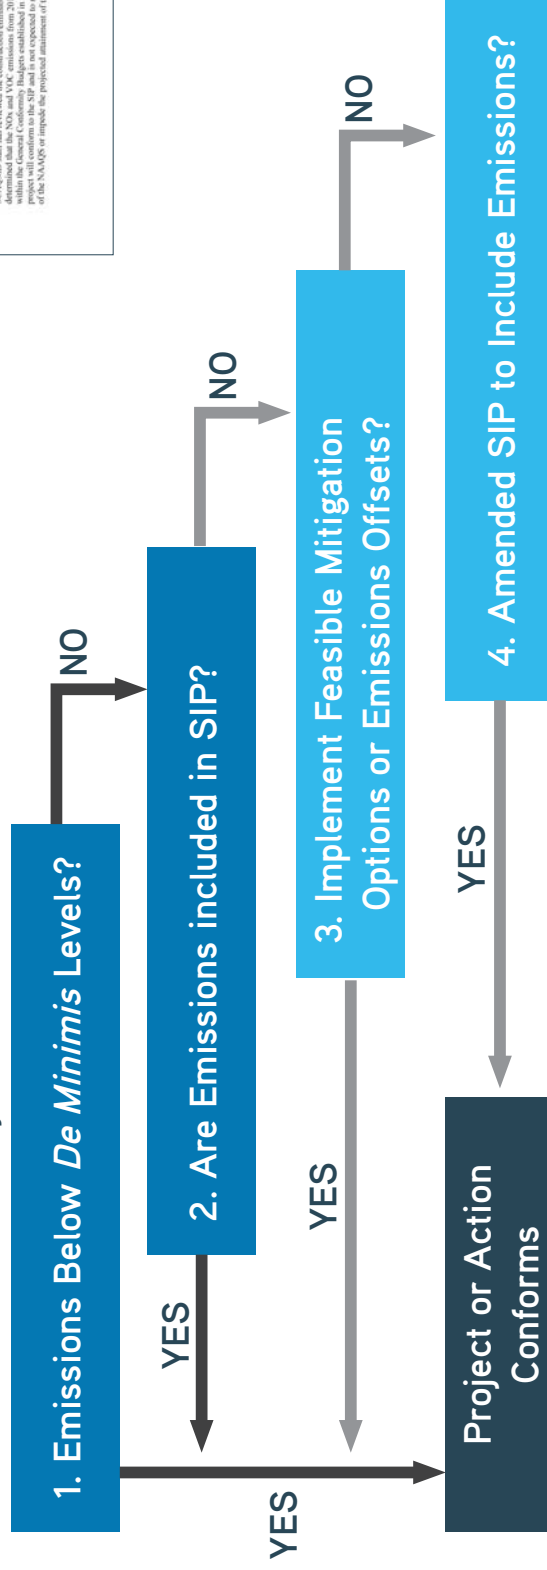 determined that the NOx and VOC emissions from 201
within the General Conformity Budgets established in
project will conform to the SIP and is not expected to
of the NAAQS or impede the projected attainment of t
1. Emissions Below De Minimis Levels?
NO
2. Are Emissions included in SIP?
NO
YES
3. Implement Feasible Mitigation
Options or Emissions Offsets?
NO
YES
YES
4. Amended SIP to Include Emissions?
YES
Project or Action
Conforms